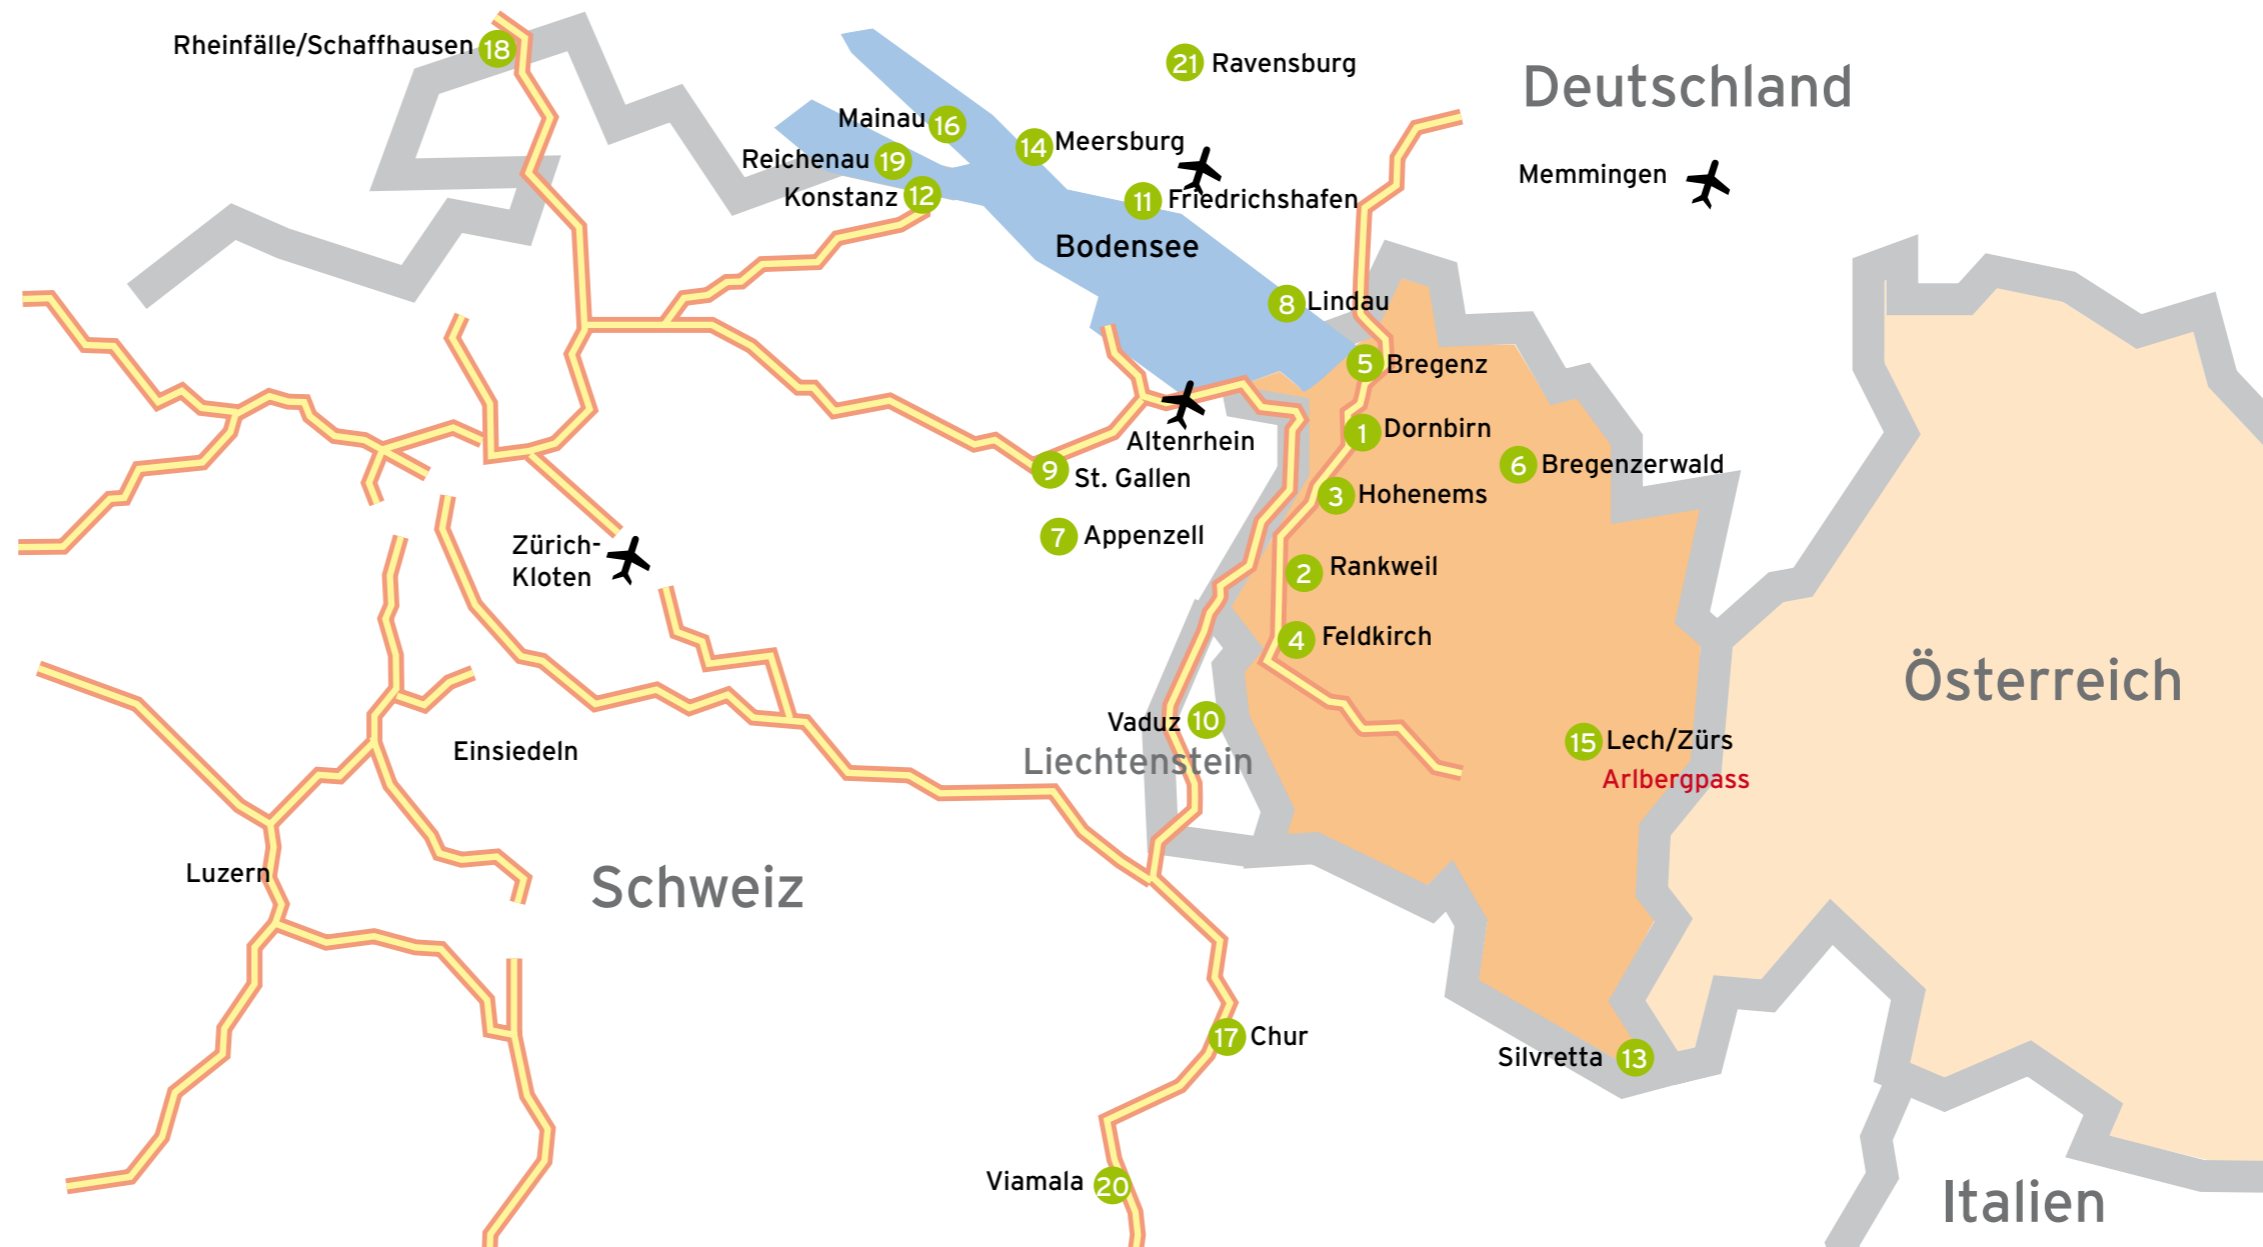 Rheinfälle/Schaffhausen 18
21 Ravensburg
Deutschland
Mainau 16
14 Meersburg
Reichenau 19
Memmingen
Konstanz 12
11 Friedrichshafen
Bodensee
8 Lindau
5 Bregenz
1 Dornbirn
Altenrhein
6 Bregenzerwald
9 St. Gallen
3 Hohenems
7 Appenzell
Zürich-
Kloten
2 Rankweil
4 Feldkirch
Österreich
Vaduz 10
Liechtenstein
15 Lech/Zürs
Arlbergpass
Einsiedeln
Luzern
Schweiz
17 Chur
Silvretta 13
Viamala 20
Italien